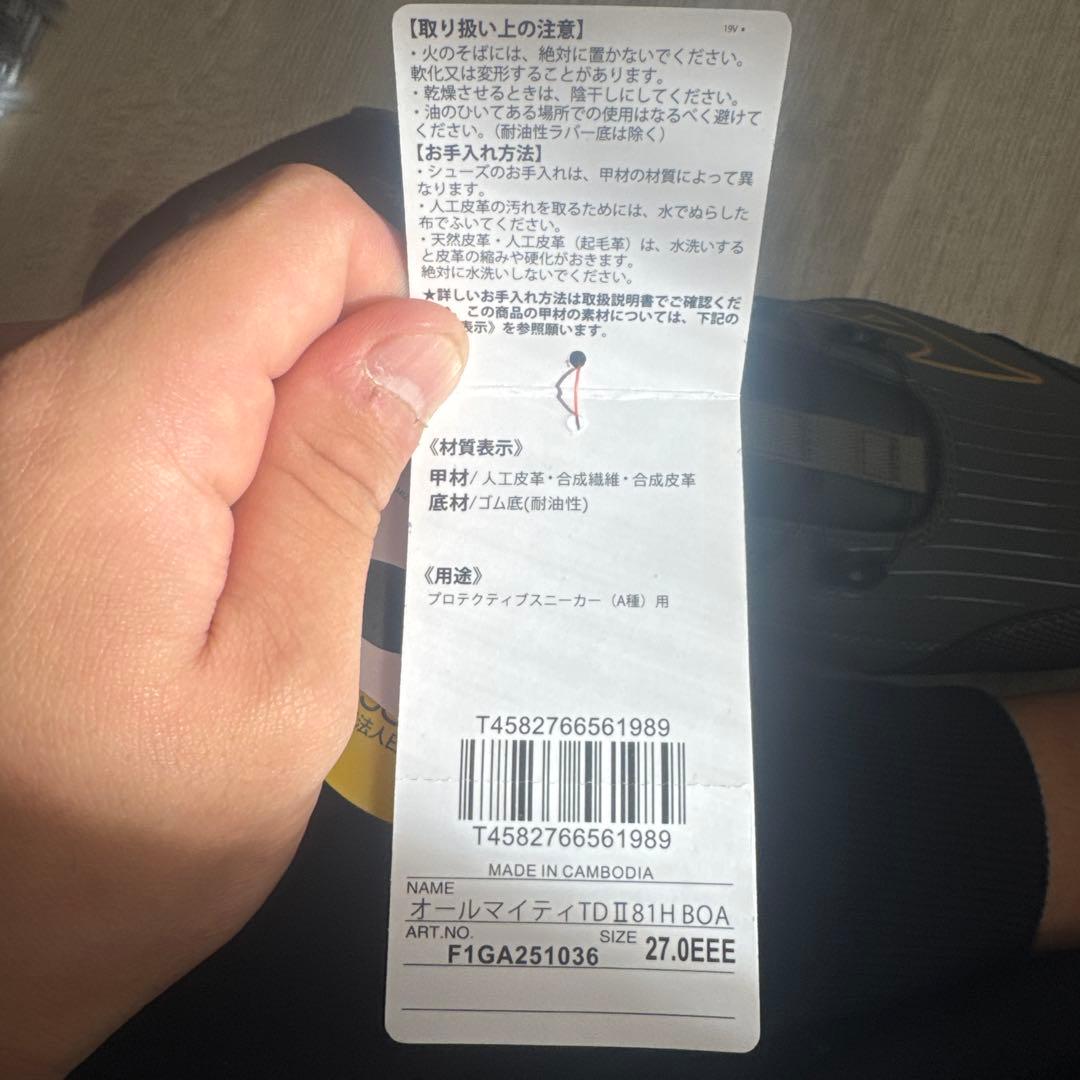 【取り扱い上の注意】
19V
・火のそばには、絶対に置かないでください。
軟化又は変形することがあります。
・乾燥させるときは、陰干しにしてください。
・油のひいてある場所での使用はなるべく避けて
ください。（耐油性ラバー底は除く）
【お手入れ方法】
・シューズのお手入れは、甲材の材質によって異
なります。
・人工皮革の汚れを取るためには、水でぬらした
布でふいてください。
・天然皮革・人工皮革（起毛革）は、水洗いする
と皮革の縮みや硬化がおきます。
絶対に水洗いしないでください。
★詳しいお手入れ方法は取扱説明書でご確認くだ
、この商品の甲材の素材については、下記の
表示》を参照願います。
《材質表示》
甲材/人工皮革・合成繊維・合成皮革
底材/ゴム底(耐油性)
《用途》
プロテクティブスニーカー（A種）用
T4582766561989
T4582766561989
MADE IN CAMBODIA
NAME
オールマイティTDⅡ81H BOA
ART.NO.
F1GA251036
SIZE
27.0EEE
法人